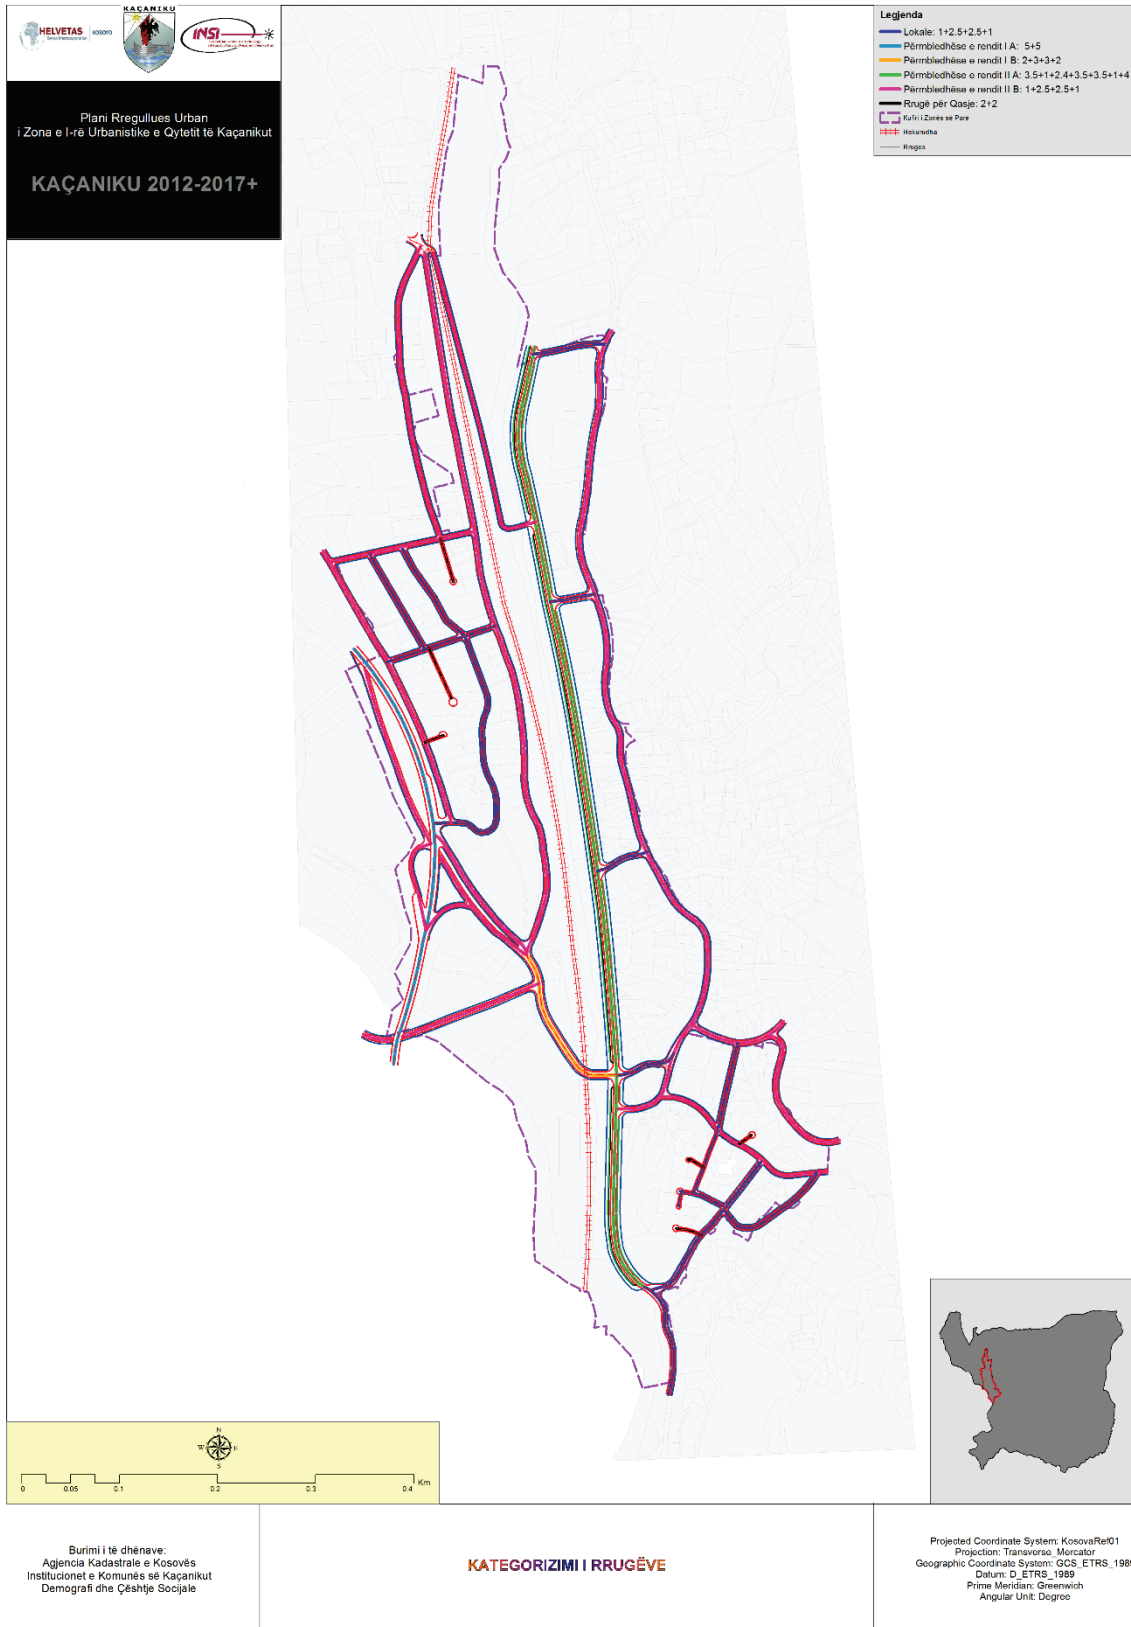 HELVETAS KOSOVO
Swiss Intercooperation
KAÇANIKU
INSI
Plani Rregullues Urban
i Zona e I-rë Urbanistike e Qytetit të Kaçanikut
KAÇANIKU 2012-2017+
Legjenda
Lokale: 1+2.5+2.5+1
Përmbledhëse e rendit I A: 5+5
Përmbledhëse e rendit I B: 2+3+3+2
Përmbledhëse e rendit II A: 3.5+1+2.4+3.5+3.5+1+4
Përmbledhëse e rendit II B: 1+2.5+2.5+1
Rrugë për Qasje: 2+2
Kufiri i Zonës së Parë
Hekurudha
Rrugës
N
W E
S
0 0.05 0.1 0.2 0.3 0.4 Km
Burimi i të dhënave:
Agjencia Kadastrale e Kosovës
Institucionet e Komunës së Kaçanikut
Demografi dhe Çështje Socijale
KATEGORIZIMI I RRUGËVE
Projected Coordinate System: KosovaRef01
Projection: Transverse_Mercator
Geographic Coordinate System: GCS_ETRS_1989
Datum: D_ETRS_1989
Prime Meridian: Greenwich
Angular Unit: Degree